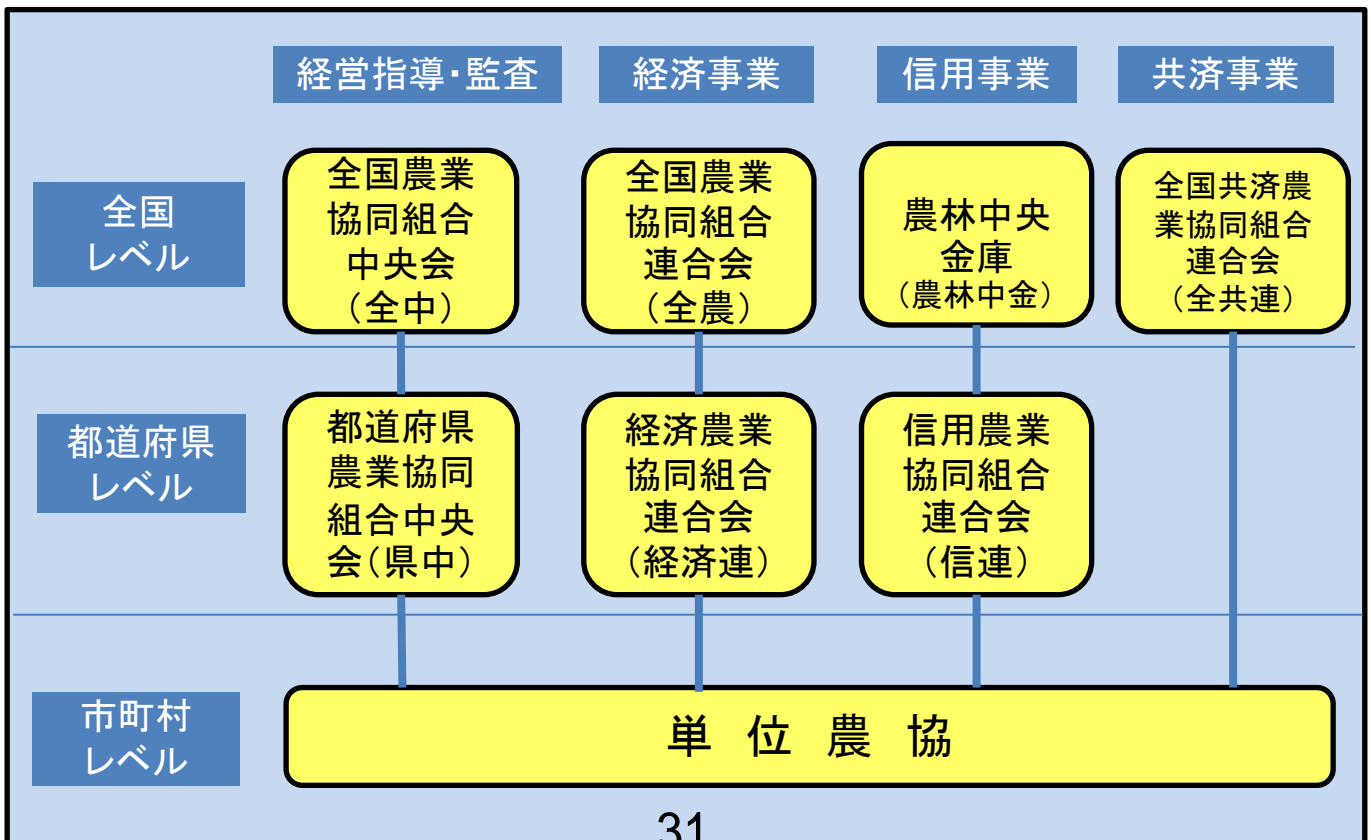 経営指導・監査
経済事業
信用事業
共済事業
全国
レベル
全国農業
協同組合
中央会
（全中）
全国農業
協同組合
連合会
（全農）
農林中央
金庫
（農林中金）
全国共済農
業協同組合
連合会
（全共連）
都道府県
レベル
都道府県
農業協同
組合中央
会（県中）
経済農業
協同組合
連合会
（経済連）
信用農業
協同組合
連合会
（信連）
市町村
レベル
単位農協
31